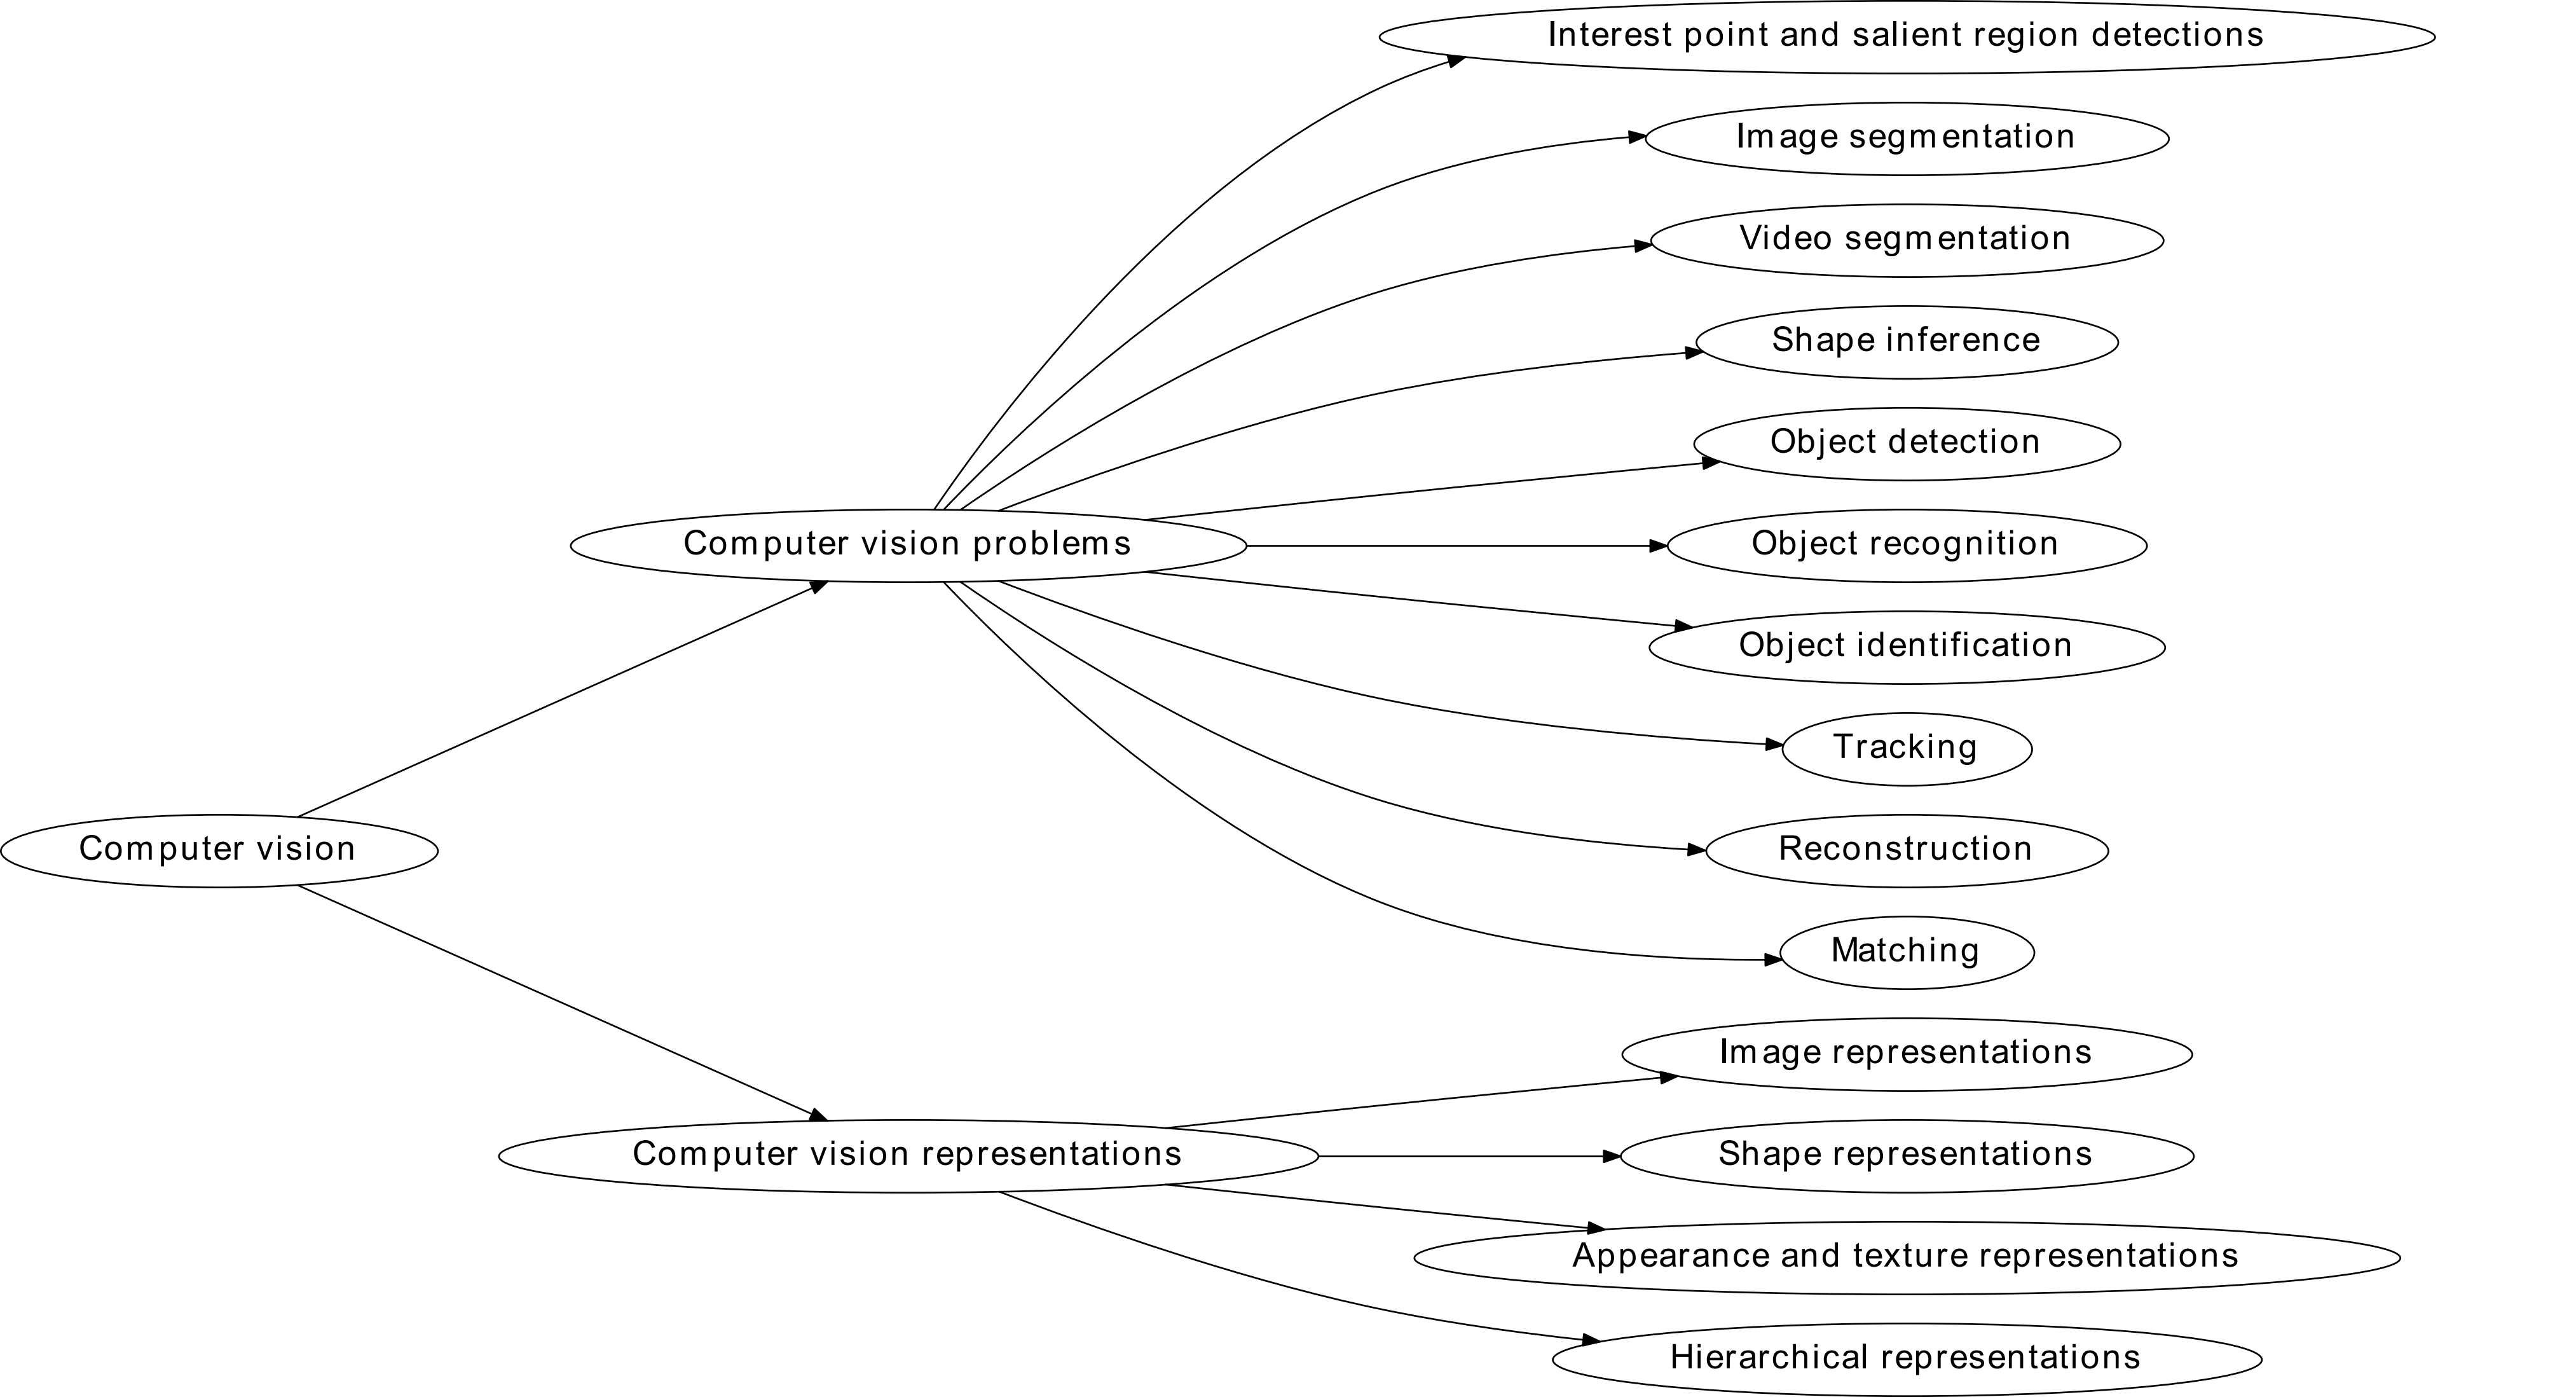 Interest point and salient region detections
Image segmentation
Video segmentation
Shape inference
Object detection
Computer vision problems
Object recognition
Object identification
Tracking
Computer vision
Reconstruction
Matching
Image representations
Computer vision representations
Shape representations
Appearance and texture representations
Hierarchical representations